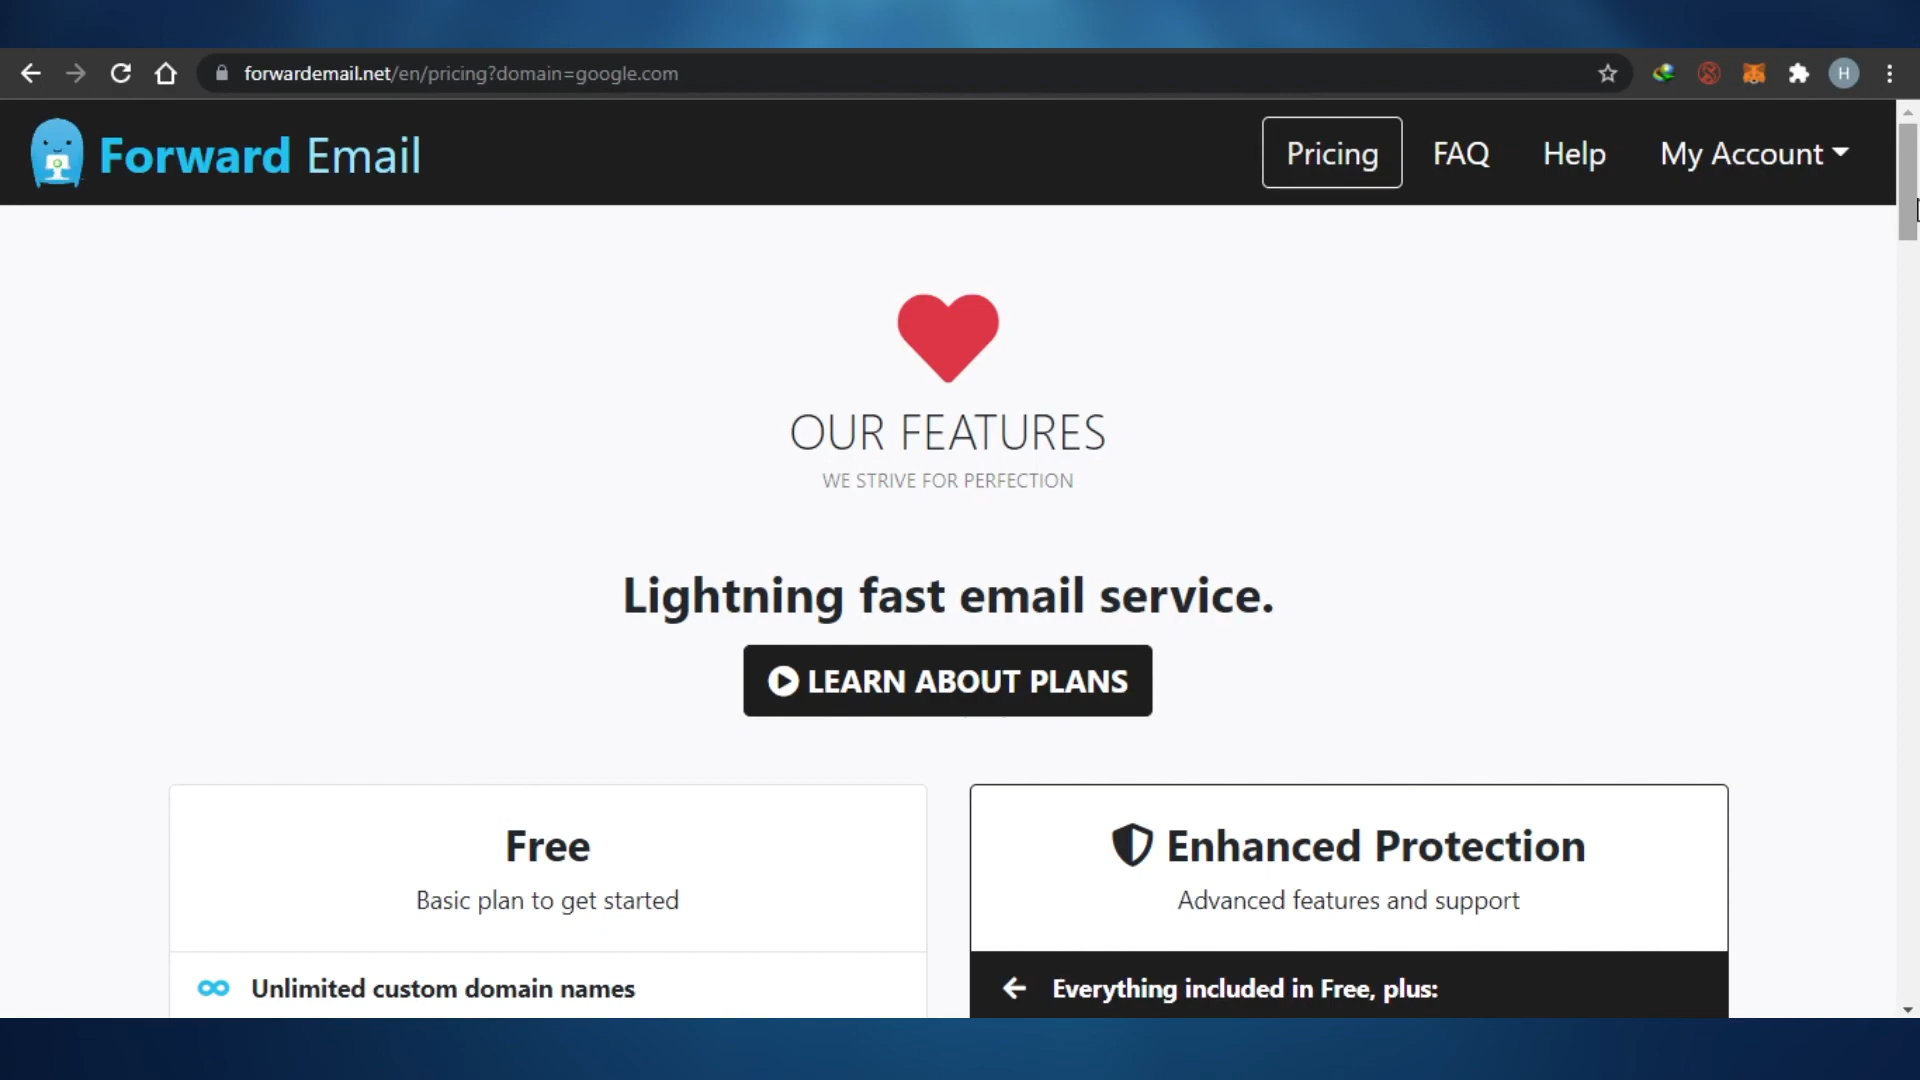 forwardemail.net/en/pricing?domain=google.com
H
Forward Email
Pricing
FAQ
Help
My Account
OUR FEATURES
WE STRIVE FOR PERFECTION
Lightning fast email service.
LEARN ABOUT PLANS
Free
Basic plan to get started
Unlimited custom domain names
Enhanced Protection
Advanced features and support
Everything included in Free, plus: